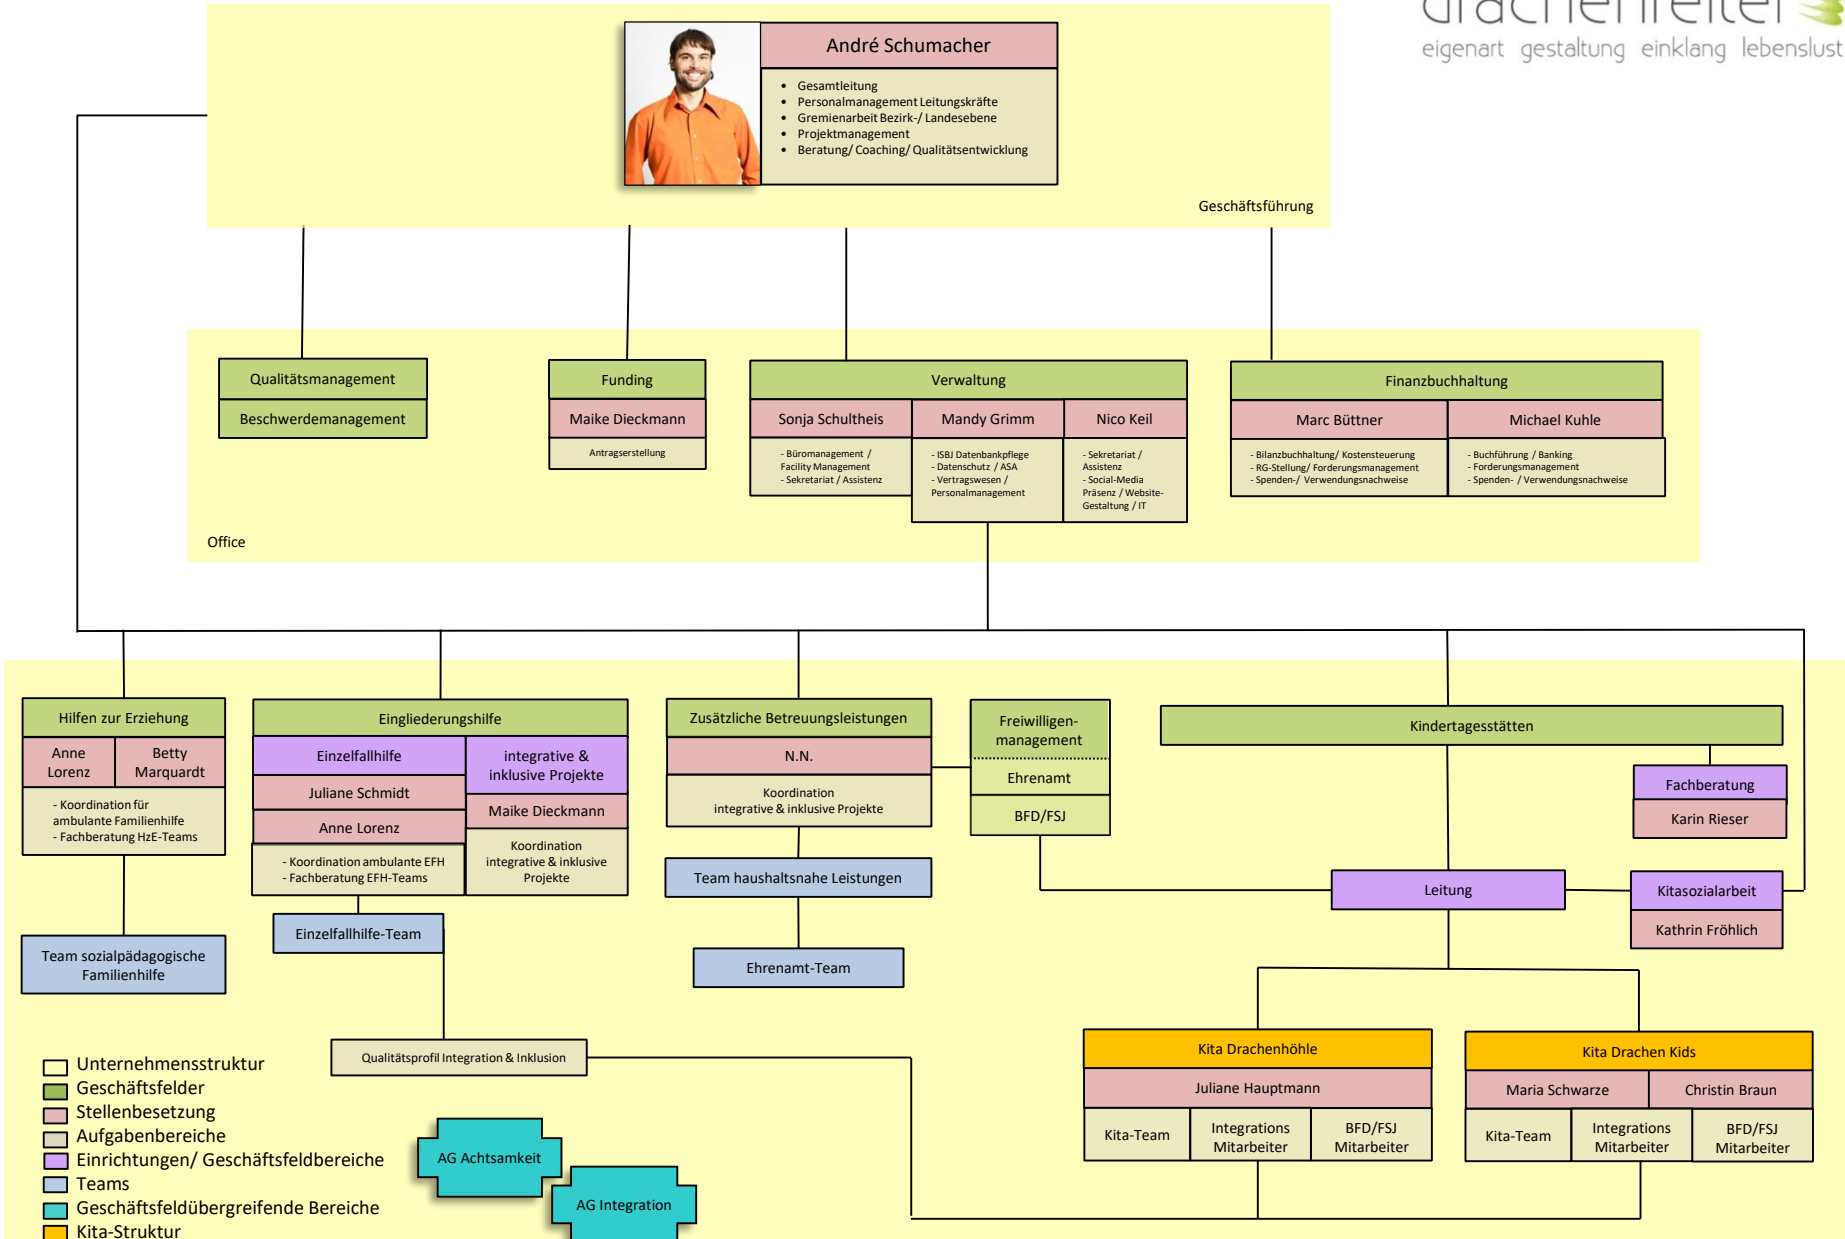 drachenreiter
eigenart gestaltung einklang lebenslust
André Schumacher
• Gesamtleitung
• Personalmanagement Leitungskräfte
• Gremienarbeit Bezirk-/ Landesebene
• Projektmanagement
• Beratung/ Coaching/ Qualitätsentwicklung
Geschäftsführung
Qualitätsmanagement
Beschwerdemanagement
Funding
Maike Dieckmann
Antragserstellung
Verwaltung
Sonja Schultheis
- Büromanagement /
Facility Management
- Sekretariat / Assistenz
Mandy Grimm
- ISBJ Datenbankpflege
- Datenschutz / ASA
- Vertragswesen /
Personalmanagement
Nico Keil
- Sekretariat /
Assistenz
- Social-Media
Präsenz / Website-
Gestaltung / IT
Finanzbuchhaltung
Marc Büttner
- Bilanzbuchhaltung/ Kostensteuerung
- RG-Stellung/ Forderungsmanagement
- Spenden-/ Verwendungsnachweise
Michael Kuhle
- Buchführung / Banking
- Forderungsmanagement
- Spenden- / Verwendungsnachweise
Office
Hilfen zur Erziehung
Anne
Lorenz
Betty
Marquardt
- Koordination für
ambulante Familienhilfe
- Fachberatung HzE-Teams
Team sozialpädagogische
Familienhilfe
Eingliederungshilfe
Einzelfallhilfe
Juliane Schmidt
Anne Lorenz
- Koordination ambulante EFH
- Fachberatung EFH-Teams
integrative &
inklusive Projekte
Maike Dieckmann
Koordination
integrative & inklusive
Projekte
Einzelfallhilfe-Team
Zusätzliche Betreuungsleistungen
N.N.
Koordination
integrative & inklusive Projekte
Team haushaltsnahe Leistungen
Ehrenamt-Team
Freiwilligen-
management
Ehrenamt
BFD/FSJ
Kindertagesstätten
Fachberatung
Karin Rieser
Leitung
Kitasozialarbeit
Kathrin Fröhlich
Qualitätsprofil Integration & Inklusion
Kita Drachenhöhle
Juliane Hauptmann
Kita-Team
Integrations
Mitarbeiter
BFD/FSJ
Mitarbeiter
Kita Drachen Kids
Maria Schwarze
Christin Braun
Kita-Team
Integrations
Mitarbeiter
BFD/FSJ
Mitarbeiter
Unternehmensstruktur
Geschäftsfelder
Stellenbesetzung
Aufgabenbereiche
Einrichtungen/ Geschäftsfeldbereiche
Teams
Geschäftsfeldübergreifende Bereiche
Kita-Struktur
AG Achtsamkeit
AG Integration